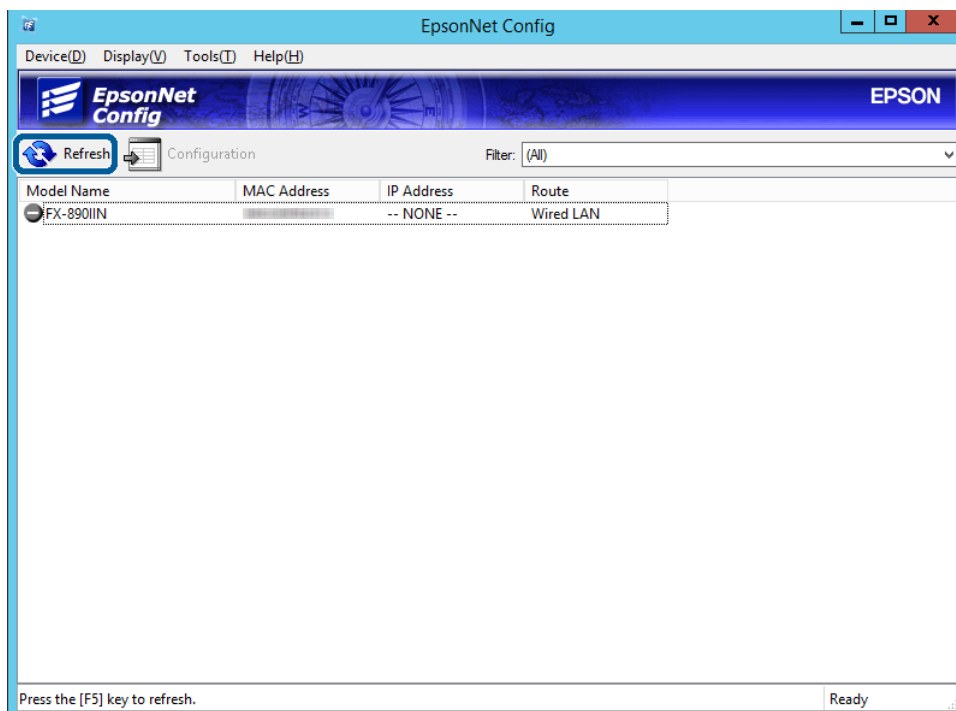 EpsonNet Config
Device(D) Display(V) Tools(T) Help(H)
EpsonNet
Config
EPSON
Refresh Configuration Filter: (All)
Model Name MAC Address IP Address Route
FX-890IIN -- NONE -- Wired LAN
Press the [F5] key to refresh. Ready